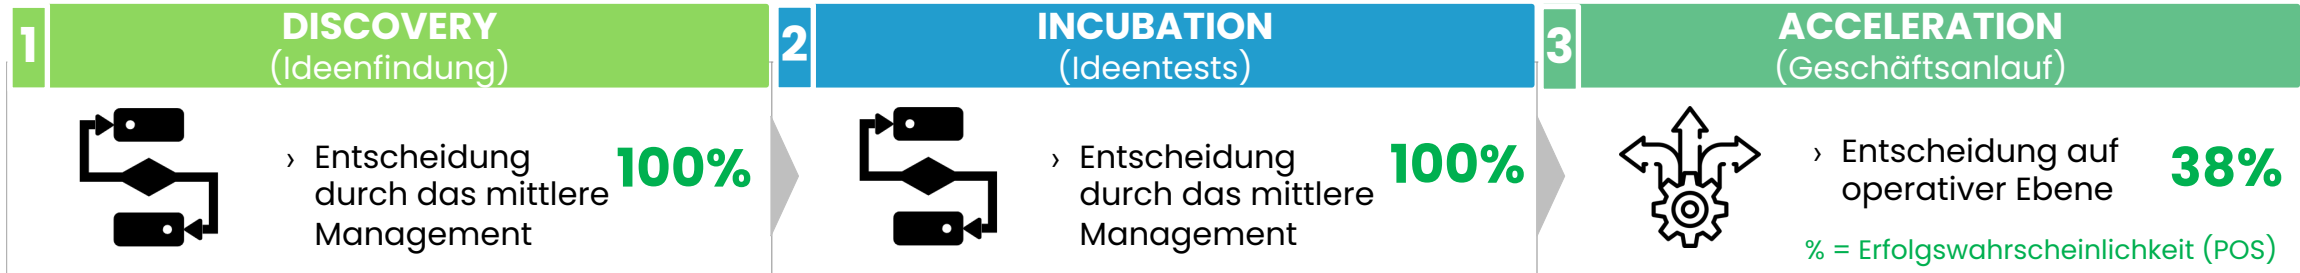 1
DISCOVERY
(Ideenfindung)
› Entscheidung
durch das mittlere
Management
100%
2
INCUBATION
(Ideentests)
› Entscheidung
durch das mittlere
Management
100%
3
ACCELERATION
(Geschäftsanlauf)
› Entscheidung auf
operativer Ebene
38%
% = Erfolgswahrscheinlichkeit (POS)